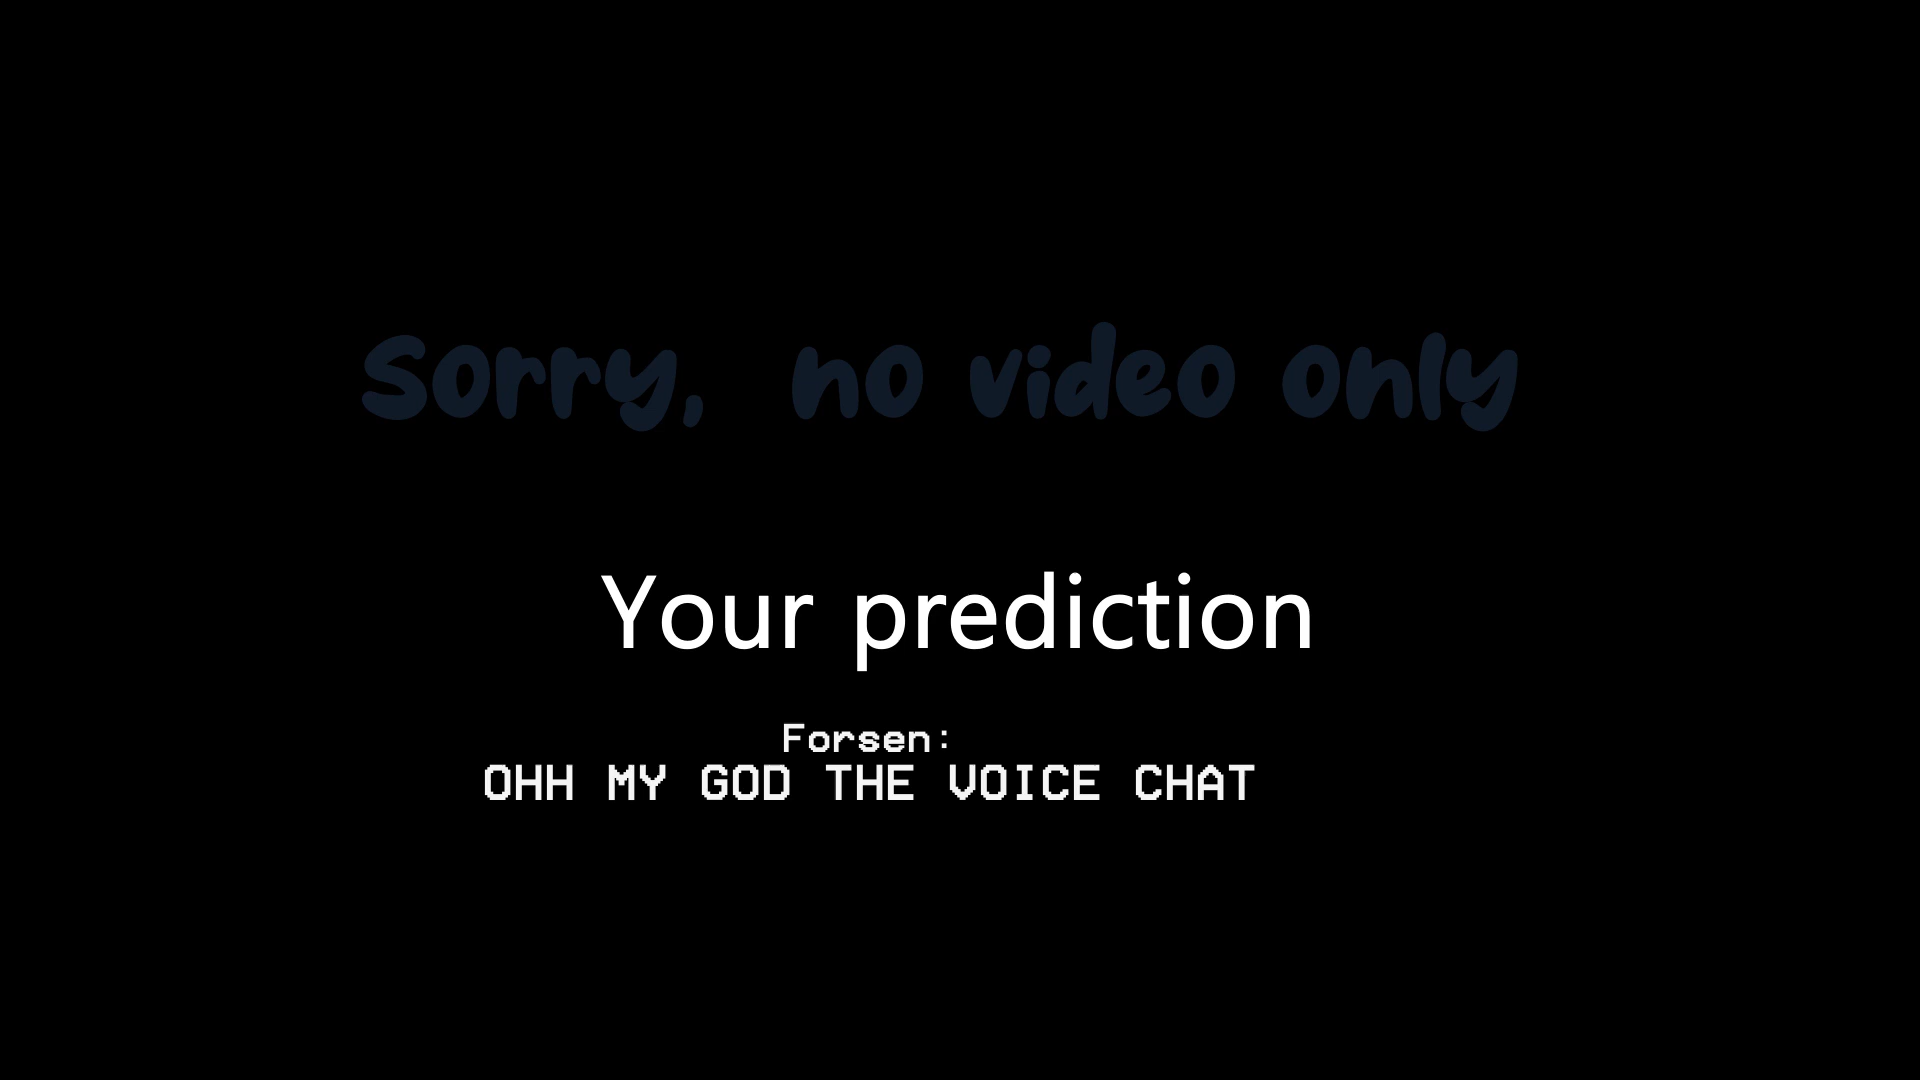 Sorry, no video only
Your prediction
Forsen:
OHH MY GOD THE VOICE CHAT